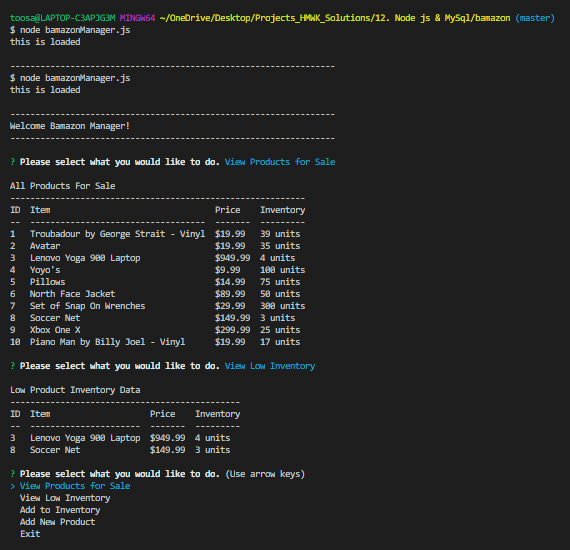 toosa@LAPTOP-C3APJG3M MINGW64 ~/OneDrive/Desktop/Projects_HMWK_Solutions/12. Node js & MySql/bamazon (master)
$ node bamazonManager.js
this is loaded
-----------------------------------------------------------------
$ node bamazonManager.js
this is loaded
-----------------------------------------------------------------
Welcome Bamazon Manager!
-----------------------------------------------------------------
? Please select what you would like to do. View Products for Sale
All Products For Sale
-----------------------------------------------------------
ID  Item                                 Price    Inventory
--  -----------------------------------  -------  ---------
1   Troubadour by George Strait - Vinyl  $19.99   39 units
2   Avatar                               $19.99   35 units
3   Lenovo Yoga 900 Laptop               $949.99  4 units
4   Yoyo's                               $9.99    100 units
5   Pillows                              $14.99   75 units
6   North Face Jacket                    $89.99   50 units
7   Set of Snap On Wrenches              $29.99   300 units
8   Soccer Net                           $149.99  3 units
9   Xbox One X                           $299.99  25 units
10  Piano Man by Billy Joel - Vinyl      $19.99   17 units
? Please select what you would like to do. View Low Inventory
Low Product Inventory Data
----------------------------------------------
ID  Item                    Price    Inventory
--  ----------------------  -------  ---------
3   Lenovo Yoga 900 Laptop  $949.99  4 units
8   Soccer Net              $149.99  3 units
? Please select what you would like to do. (Use arrow keys)
> View Products for Sale
  View Low Inventory
  Add to Inventory
  Add New Product
  Exit